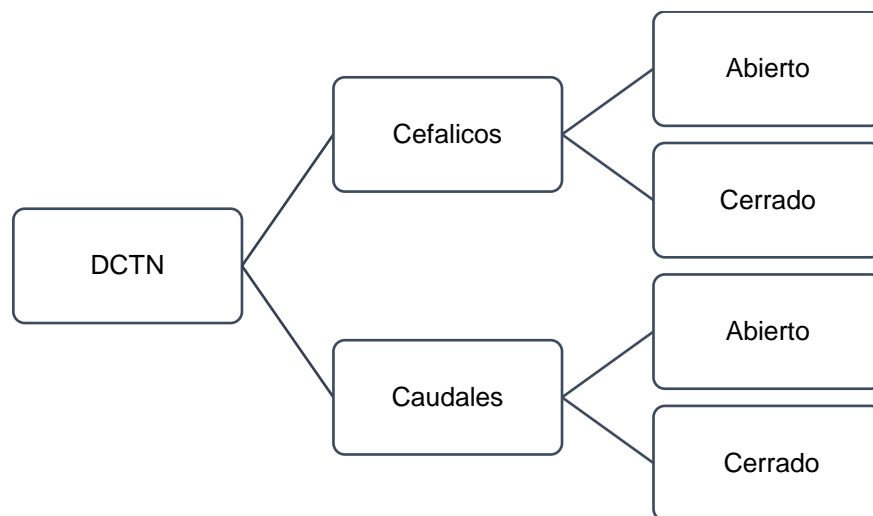 DCTN
Cefalicos
Abierto
Cerrado
Caudales
Abierto
Cerrado